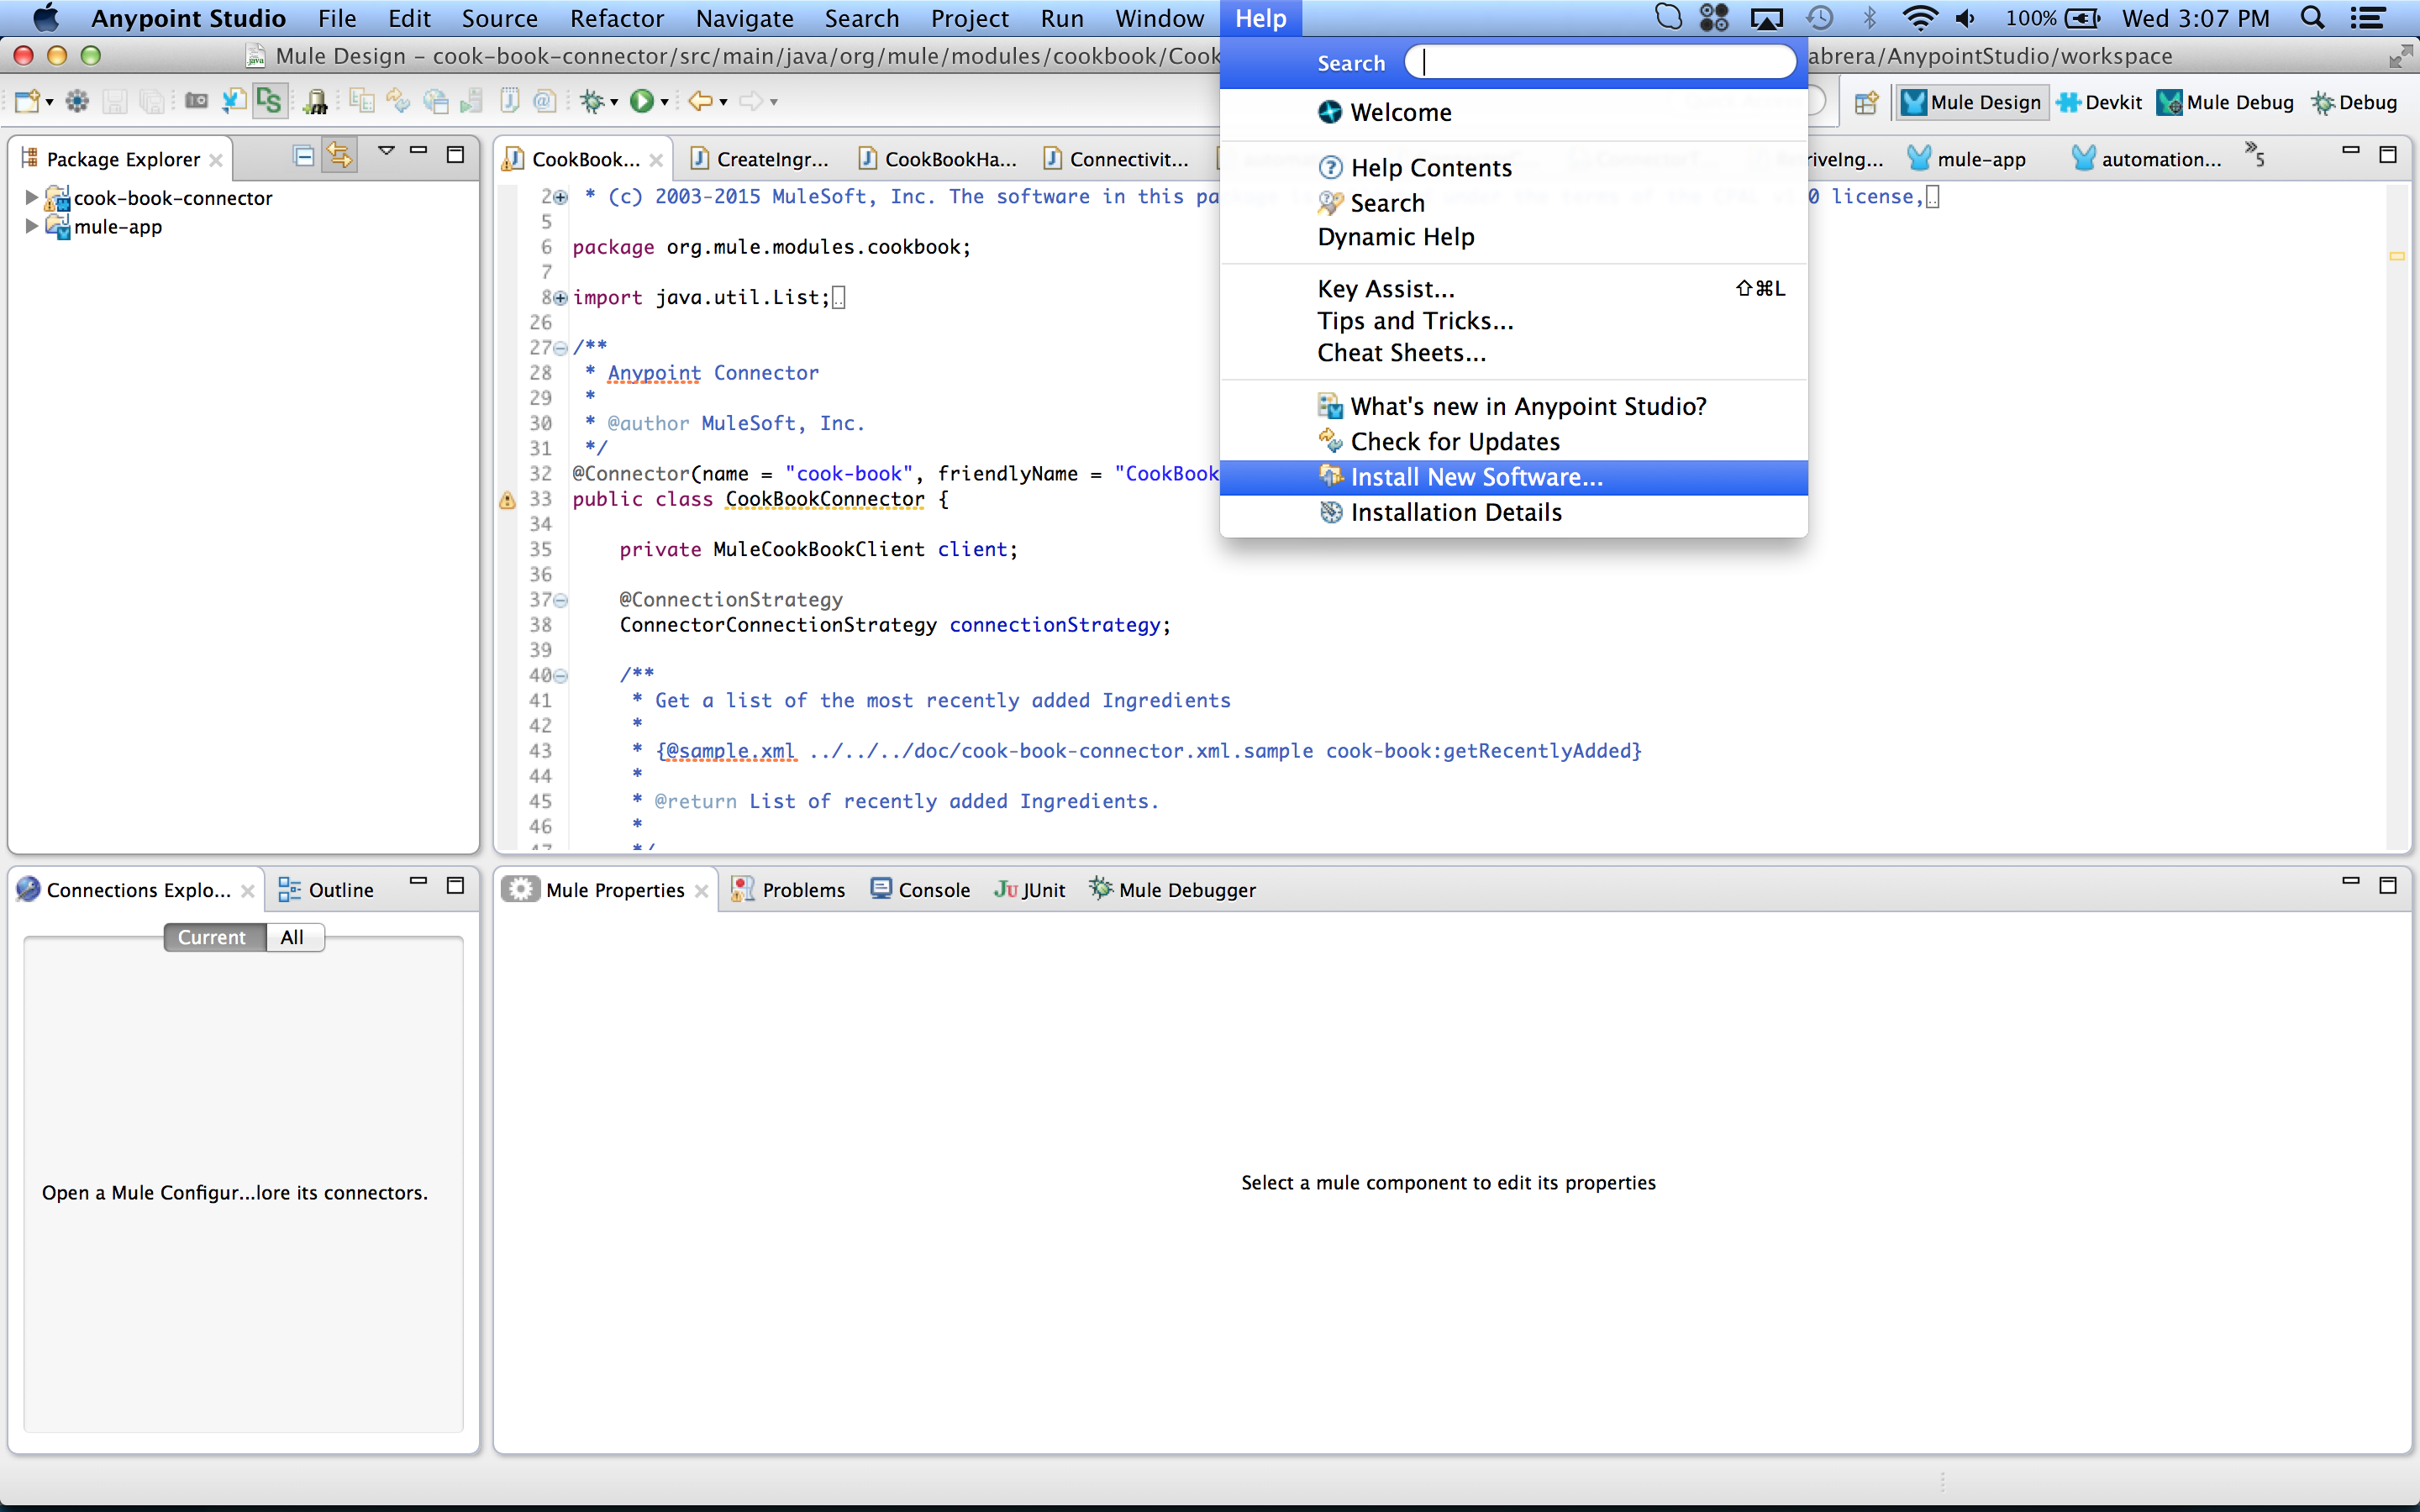 Anypoint Studio File Edit Source Refactor Navigate Search Project Run Window Help 100% Wed 3:07 PM
Mule Design – cook-book-connector/src/main/java/org/mule/modules/cookbook/Cook abrera/AnypointStudio/workspace
Search
Mule Design Devkit Mule Debug Debug
Welcome
Help Contents
Search
Dynamic Help
Key Assist... ⇧⌘L
Tips and Tricks...
Cheat Sheets...
What's new in Anypoint Studio?
Check for Updates
Install New Software...
Installation Details
Package Explorer
cook-book-connector
mule-app
CookBook... CreateIngr... CookBookHa... Connectivit... riveIng... mule-app automation... »5
2 * (c) 2003-2015 MuleSoft, Inc. The software in this pa 0 license,
5
6 package org.mule.modules.cookbook;
7
8 import java.util.List;
26
27 /**
28 * Anypoint Connector
29 *
30 * @author MuleSoft, Inc.
31 */
32 @Connector(name = "cook-book", friendlyName = "CookBook
33 public class CookBookConnector {
34
35 private MuleCookBookClient client;
36
37 @ConnectionStrategy
38 ConnectorConnectionStrategy connectionStrategy;
39
40 /**
41 * Get a list of the most recently added Ingredients
42 *
43 * {@sample.xml ../../../doc/cook-book-connector.xml.sample cook-book:getRecentlyAdded}
44 *
45 * @return List of recently added Ingredients.
46 *
47 */
Connections Explo... Outline
Current All
Open a Mule Configur...lore its connectors.
Mule Properties Problems Console JUnit Mule Debugger
Select a mule component to edit its properties